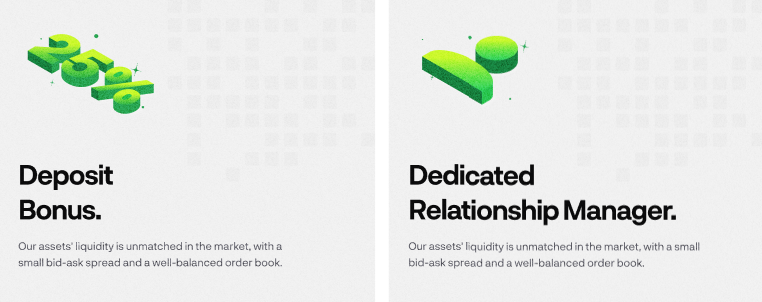 25%
Deposit
Bonus.
Our assets' liquidity is unmatched in the market, with a
small bid-ask spread and a well-balanced order book.
Dedicated
Relationship Manager.
Our assets' liquidity is unmatched in the market, with a small
bid-ask spread and a well-balanced order book.